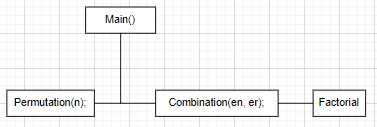 Main()
Permutation(n);
Combination(en, er);
Factorial